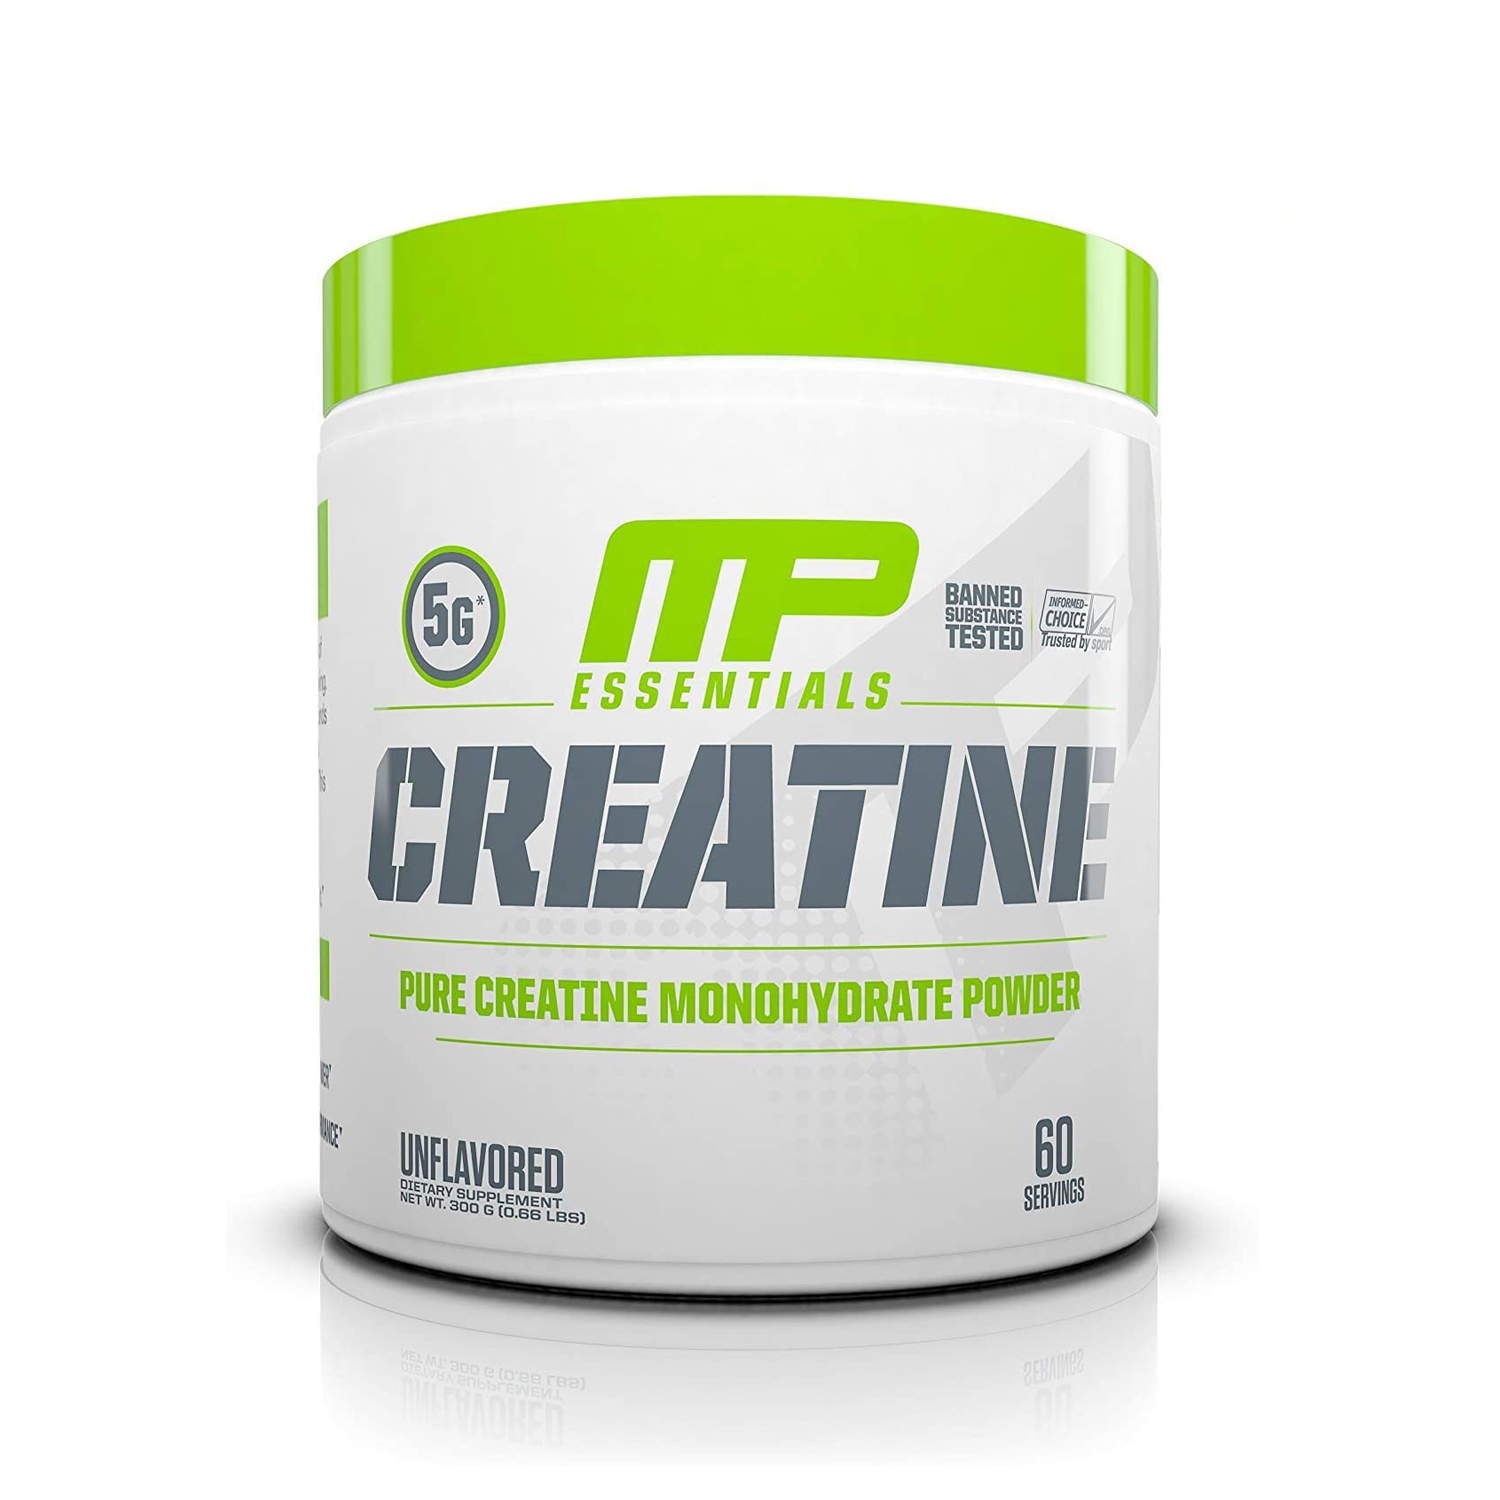 5G*
MP
ESSENTIALS
BANNED
SUBSTANCE
TESTED
INFORMED-
CHOICE
.ORG
Trusted by sport
CREATINE
PURE CREATINE MONOHYDRATE POWDER
UNFLAVORED
DIETARY SUPPLEMENT
NET WT. 300 G (0.66 LBS)
60
SERVINGS